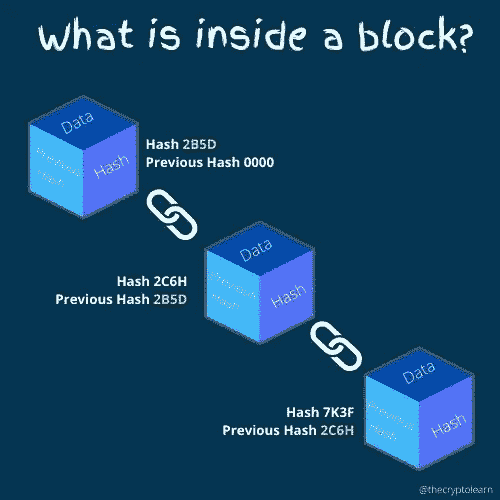 What is inside a block?
Data
Previous
Hash
Hash
Hash 2B5D
Previous Hash 0000
Data
Previous
Hash
Hash
Hash 2C6H
Previous Hash 2B5D
Data
Previous
Hash
Hash
Hash 7K3F
Previous Hash 2C6H
@thecryptolearn